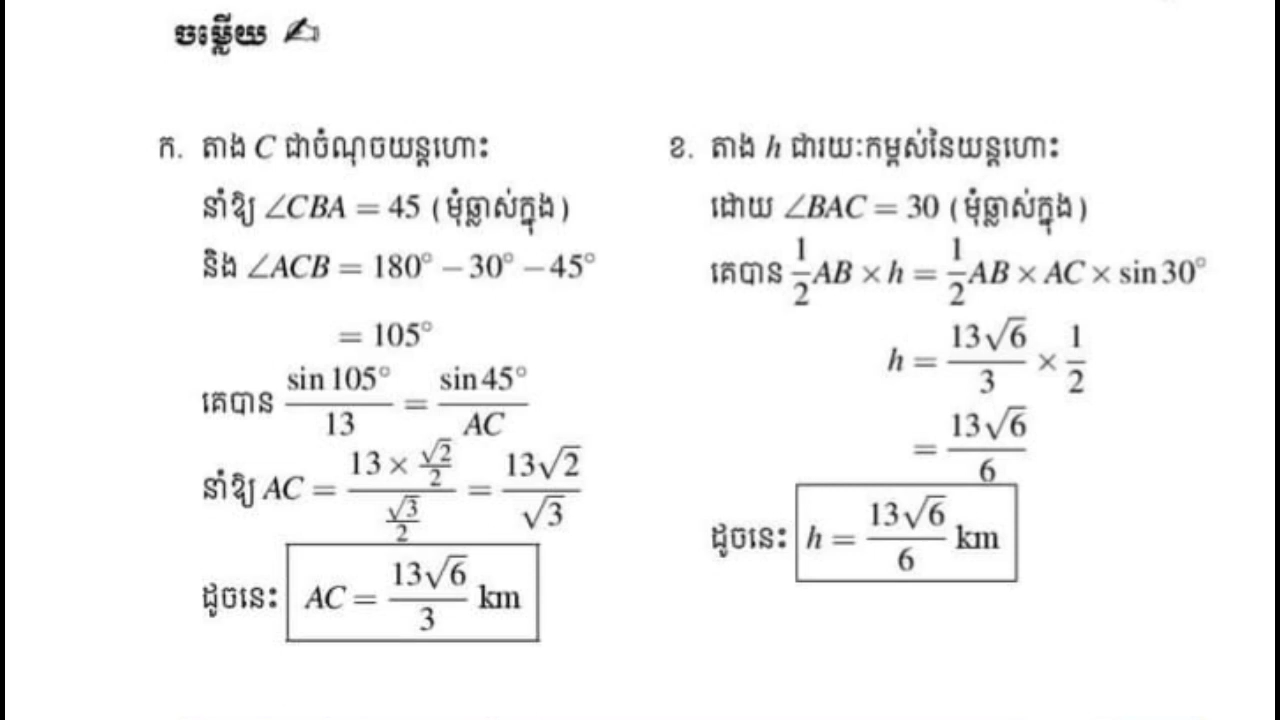 ចម្លើយ ✍
ក. តាង C ជាចំណុចយន្តហោះ
នាំឱ្យ ∠CBA = 45 (មុំឆ្លាស់ក្នុង)
និង ∠ACB = 180° − 30° − 45°
= 105°
គេបាន sin 105°/13 = sin 45°/AC
នាំឱ្យ AC = (13 × √2/2)/(√3/2) = 13√2/√3
ដូចនេះ AC = 13√6/3 km
ខ. តាង h ជារយៈកម្ពស់នៃយន្តហោះ
ដោយ ∠BAC = 30 (មុំឆ្លាស់ក្នុង)
គេបាន 1/2 AB × h = 1/2 AB × AC × sin 30°
h = 13√6/3 × 1/2
= 13√6/6
ដូចនេះ h = 13√6/6 km